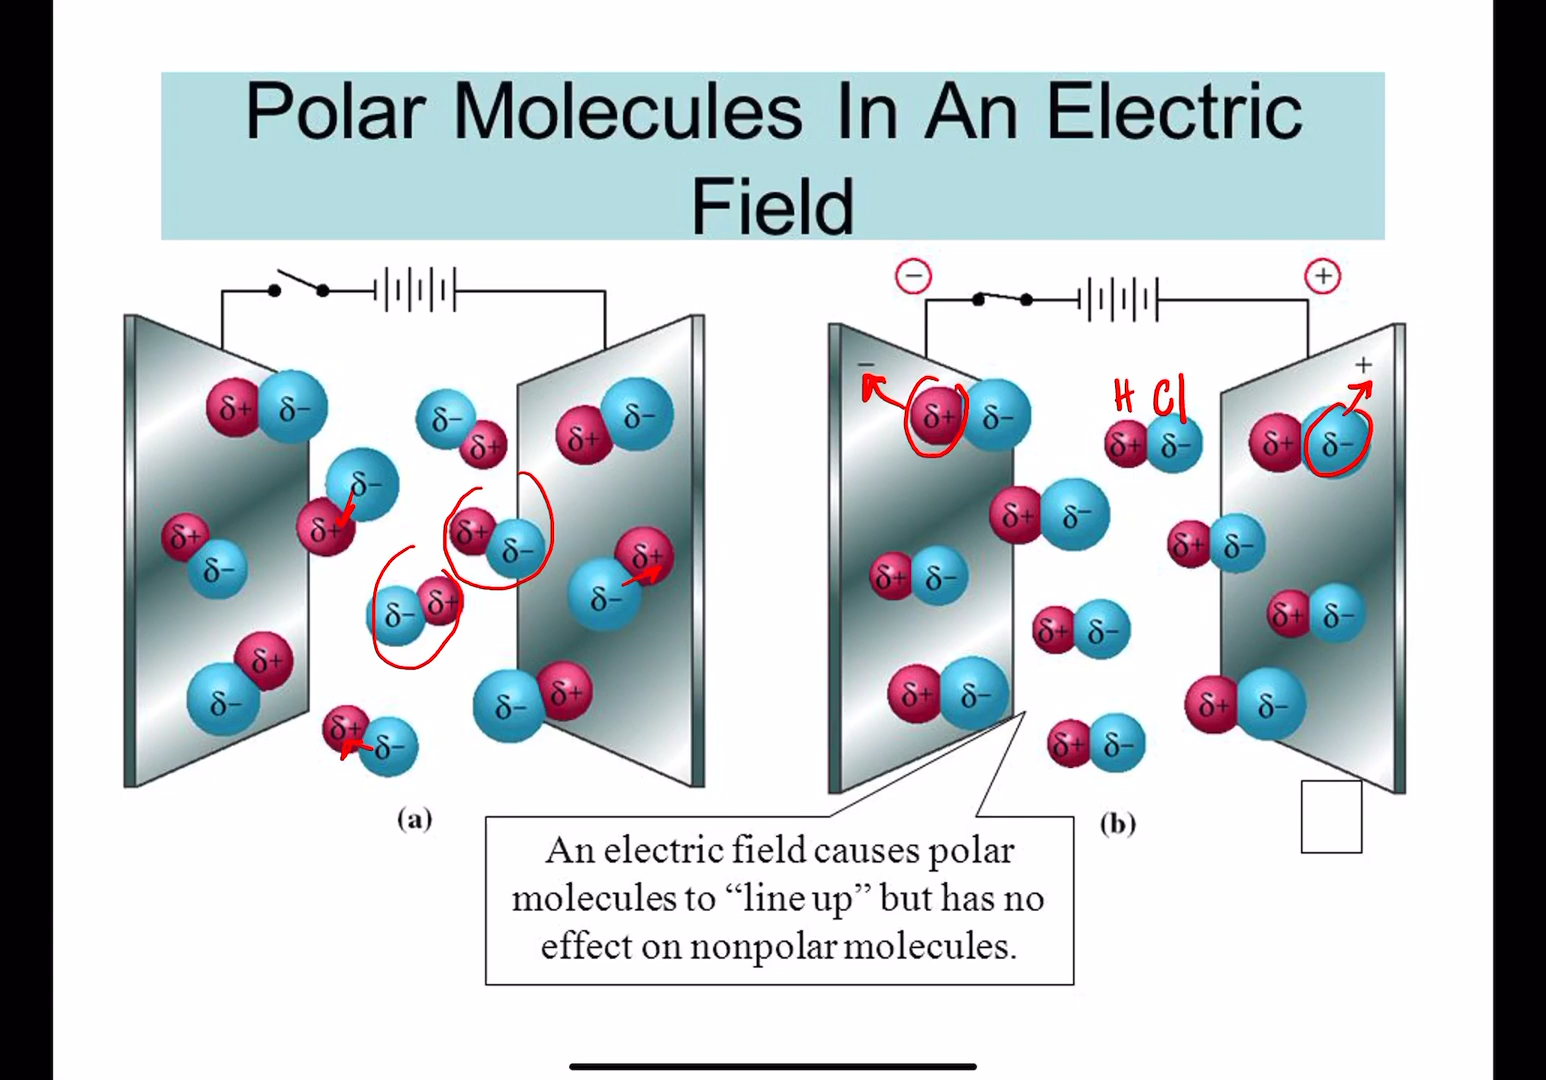 Polar Molecules In An Electric
Field
− +
− +
H Cl
δ+ δ− δ− δ+ δ+ δ−
δ− δ+
δ+ δ−
δ+ δ−
δ− δ+
δ− δ+
δ+ δ−
δ− δ+
δ− δ+
δ+ δ−
δ+ δ− δ+ δ− δ+ δ−
δ+ δ−
δ+ δ−
δ+ δ−
δ+ δ−
δ+ δ−
δ+ δ−
δ+ δ−
δ+ δ−
(a)
(b)
An electric field causes polar
molecules to “line up” but has no
effect on nonpolar molecules.